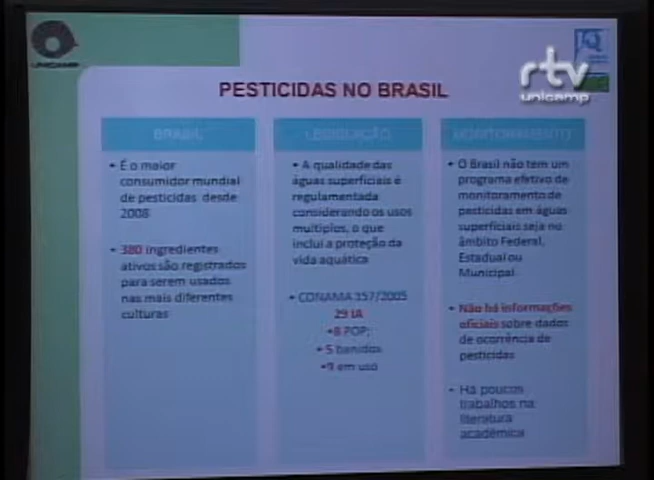 UNICAMP
IQ
rtv
unicamp
PESTICIDAS NO BRASIL
BRASIL
• É o maior
consumidor mundial
de pesticidas desde
2008
• 380 ingredientes
ativos são registrados
para serem usados
nas mais diferentes
culturas
LEGISLAÇÃO
• A qualidade das
águas superficiais é
regulamentada
considerando os usos
multiplos, o que
inclui a proteção da
vida aquática
• CONAMA 357/2005
29 IA
•8 POP;
•5 banidos
•9 em uso
MONITORAMENTO
• O Brasil não tem um
programa efetivo de
monitoramento de
pesticidas em águas
superficiais seja no
âmbito Federal,
Estadual ou
Municipal.
• Não há informações
oficiais sobre dados
de ocorrência de
pesticidas
• Há poucos
trabalhos na
literatura
acadêmica